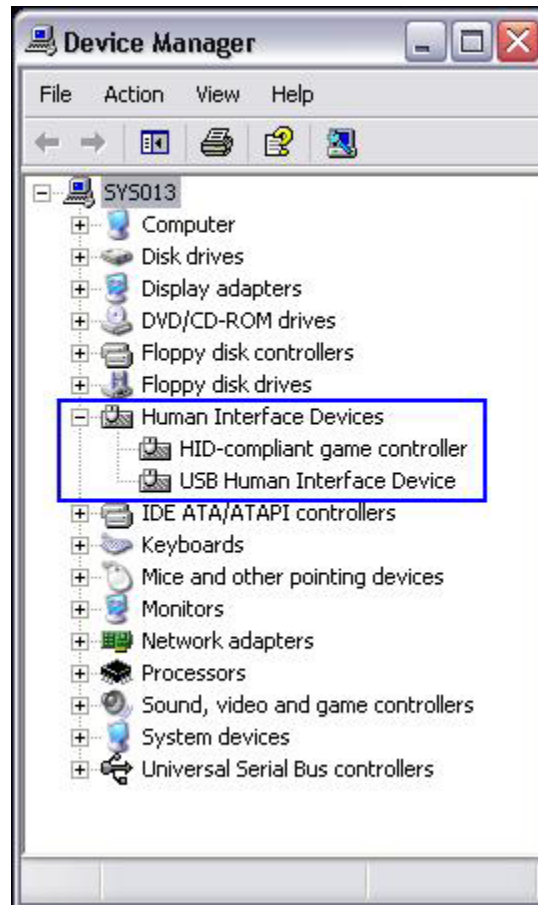 Device Manager
File Action View Help
SYS013
Computer
Disk drives
Display adapters
DVD/CD-ROM drives
Floppy disk controllers
Floppy disk drives
Human Interface Devices
HID-compliant game controller
USB Human Interface Device
IDE ATA/ATAPI controllers
Keyboards
Mice and other pointing devices
Monitors
Network adapters
Processors
Sound, video and game controllers
System devices
Universal Serial Bus controllers